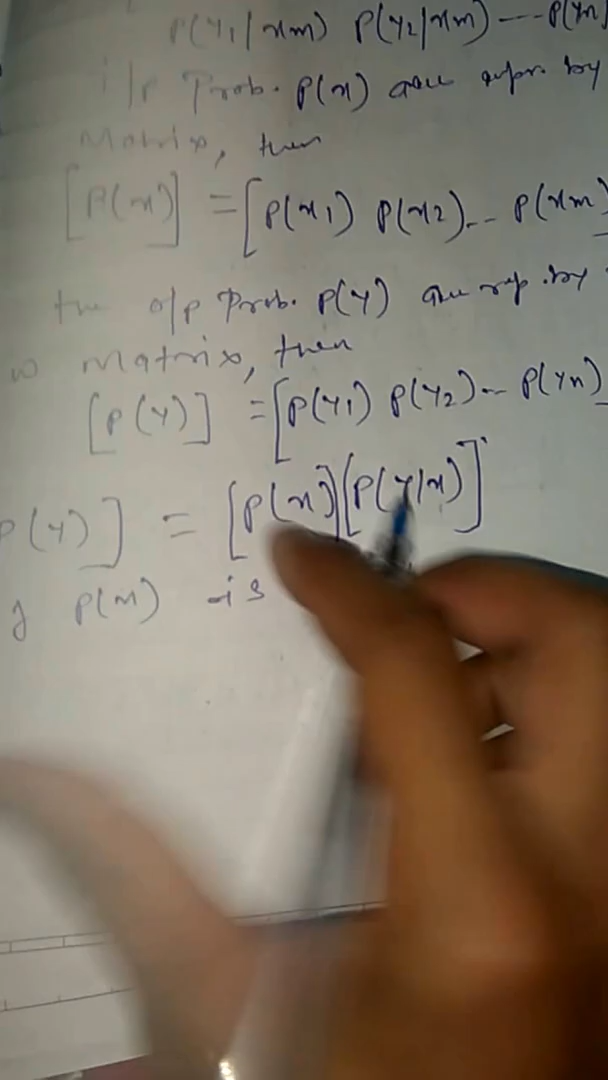 P(Y1/xm) P(Y2/xm) --- P(Yn
i/p Prob. P(x) are repr. by
Matrix, then
[P(x)] = [P(x1) P(x2)-- P(xm)
the o/p Prob. P(Y) are rep. by
Matrix, then
[P(Y)] = [P(Y1) P(Y2)-- P(Yn)
P(Y)] = [P(x)][P(Y/x)]
P(x) is